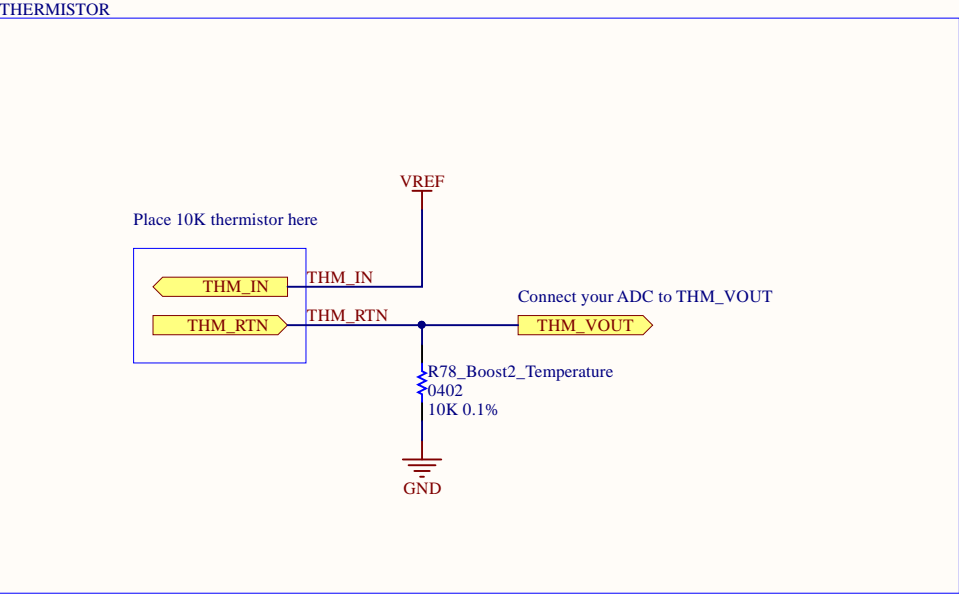 THERMISTOR
VREF
Place 10K thermistor here
THM_IN
THM_IN
Connect your ADC to THM_VOUT
THM_RTN
THM_RTN
THM_VOUT
R78_Boost2_Temperature
0402
10K 0.1%
GND